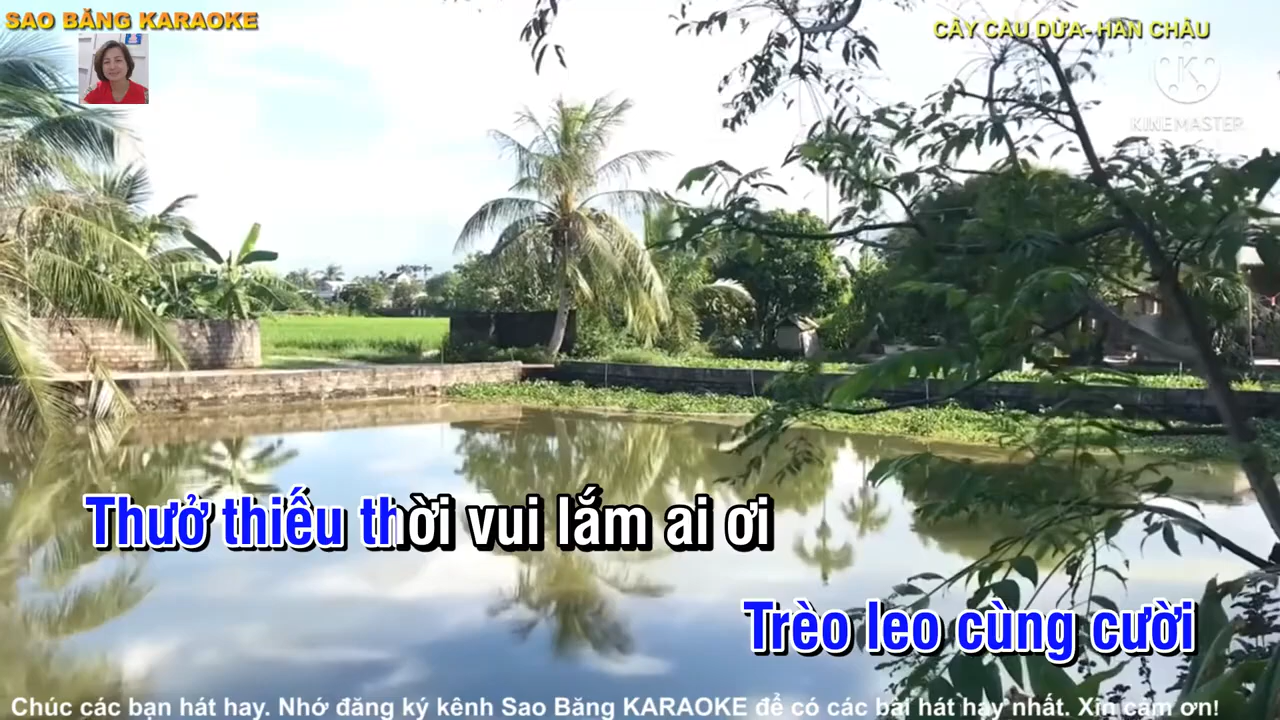 SAO BĂNG KARAOKE
CÂY CẦU DỪA- HÀN CHÂU
KINEMASTER
Thuở thiếu thời vui lắm ai ơi
Trèo leo cùng cười
Chúc các bạn hát hay. Nhớ đăng ký kênh Sao Băng KARAOKE để có các bài hát hay nhất. Xin cảm ơn!